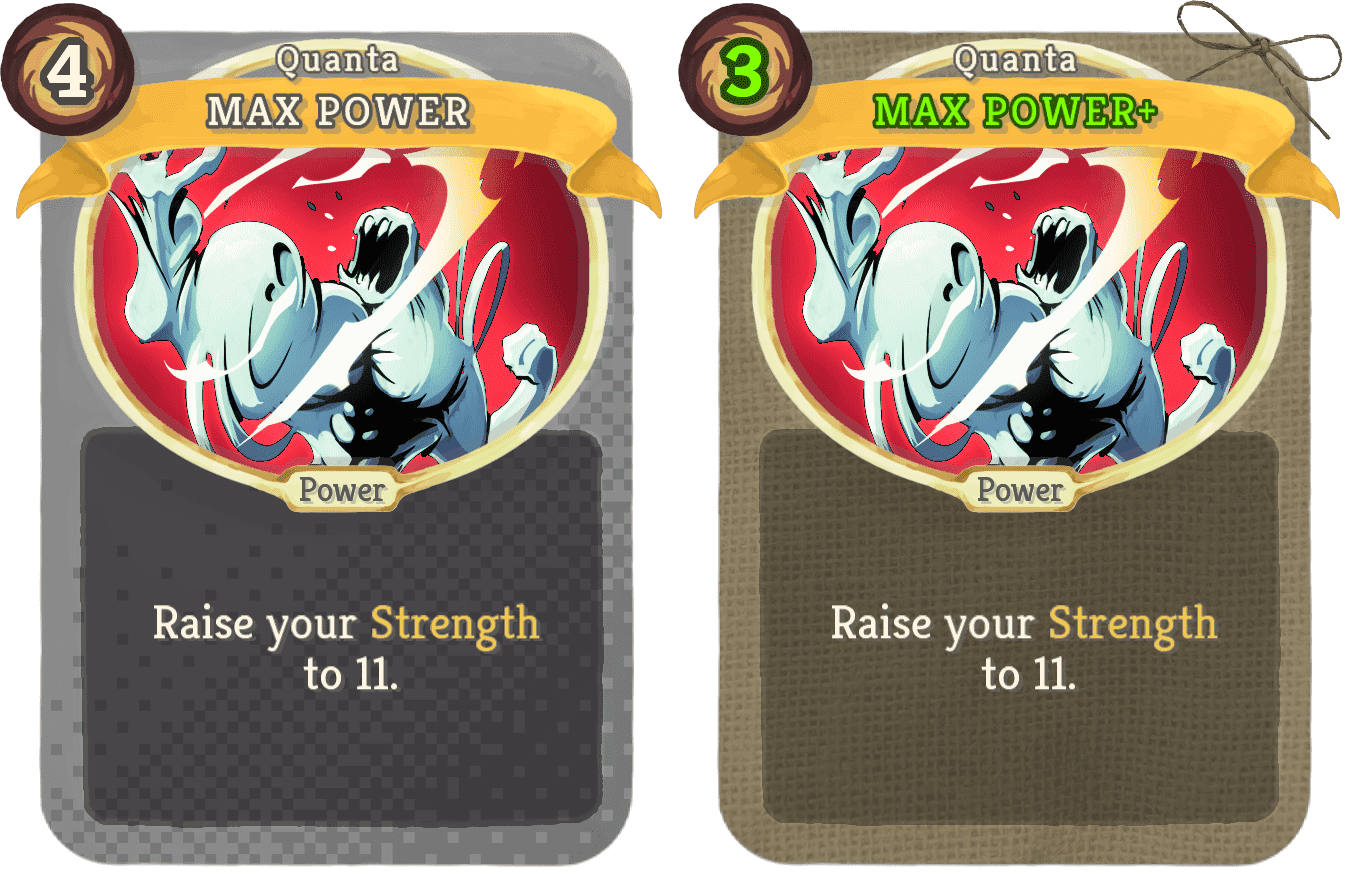 4
Quanta
MAX POWER
Power
Raise your Strength
to 11.
3
Quanta
MAX POWER+
Power
Raise your Strength
to 11.